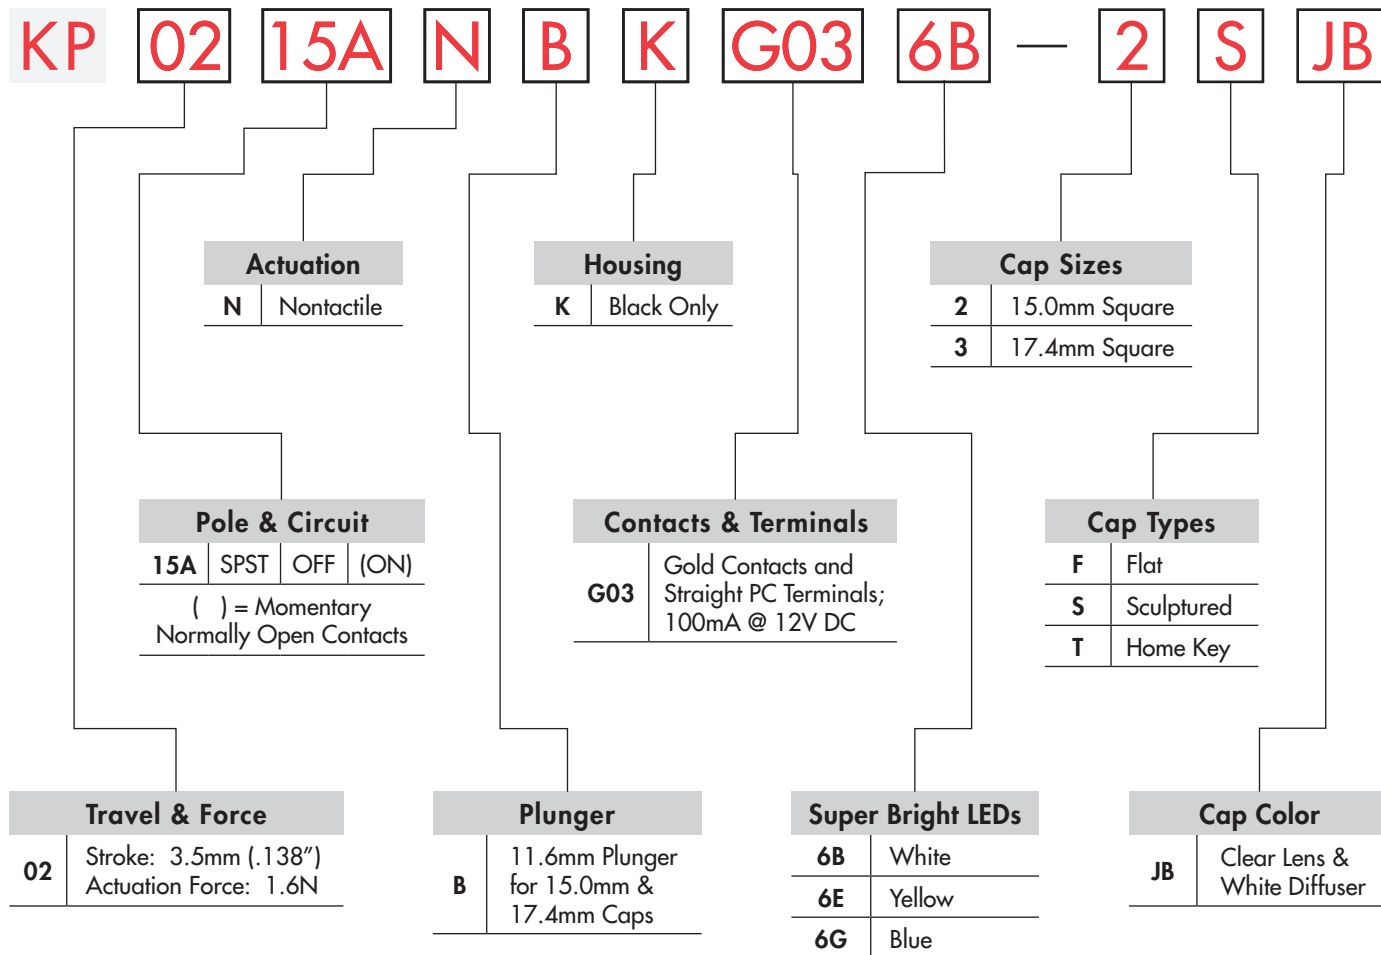 KP 02 15A N B K G03 6B — 2 S JB
Actuation
N Nontactile
Housing
K Black Only
Cap Sizes
2 15.0mm Square
3 17.4mm Square
Pole & Circuit
15A SPST OFF (ON)
( ) = Momentary
Normally Open Contacts
Contacts & Terminals
G03 Gold Contacts and
Straight PC Terminals;
100mA @ 12V DC
Cap Types
F Flat
S Sculptured
T Home Key
Travel & Force
02 Stroke: 3.5mm (.138”)
Actuation Force: 1.6N
Plunger
B 11.6mm Plunger
for 15.0mm &
17.4mm Caps
Super Bright LEDs
6B White
6E Yellow
6G Blue
Cap Color
JB Clear Lens &
White Diffuser